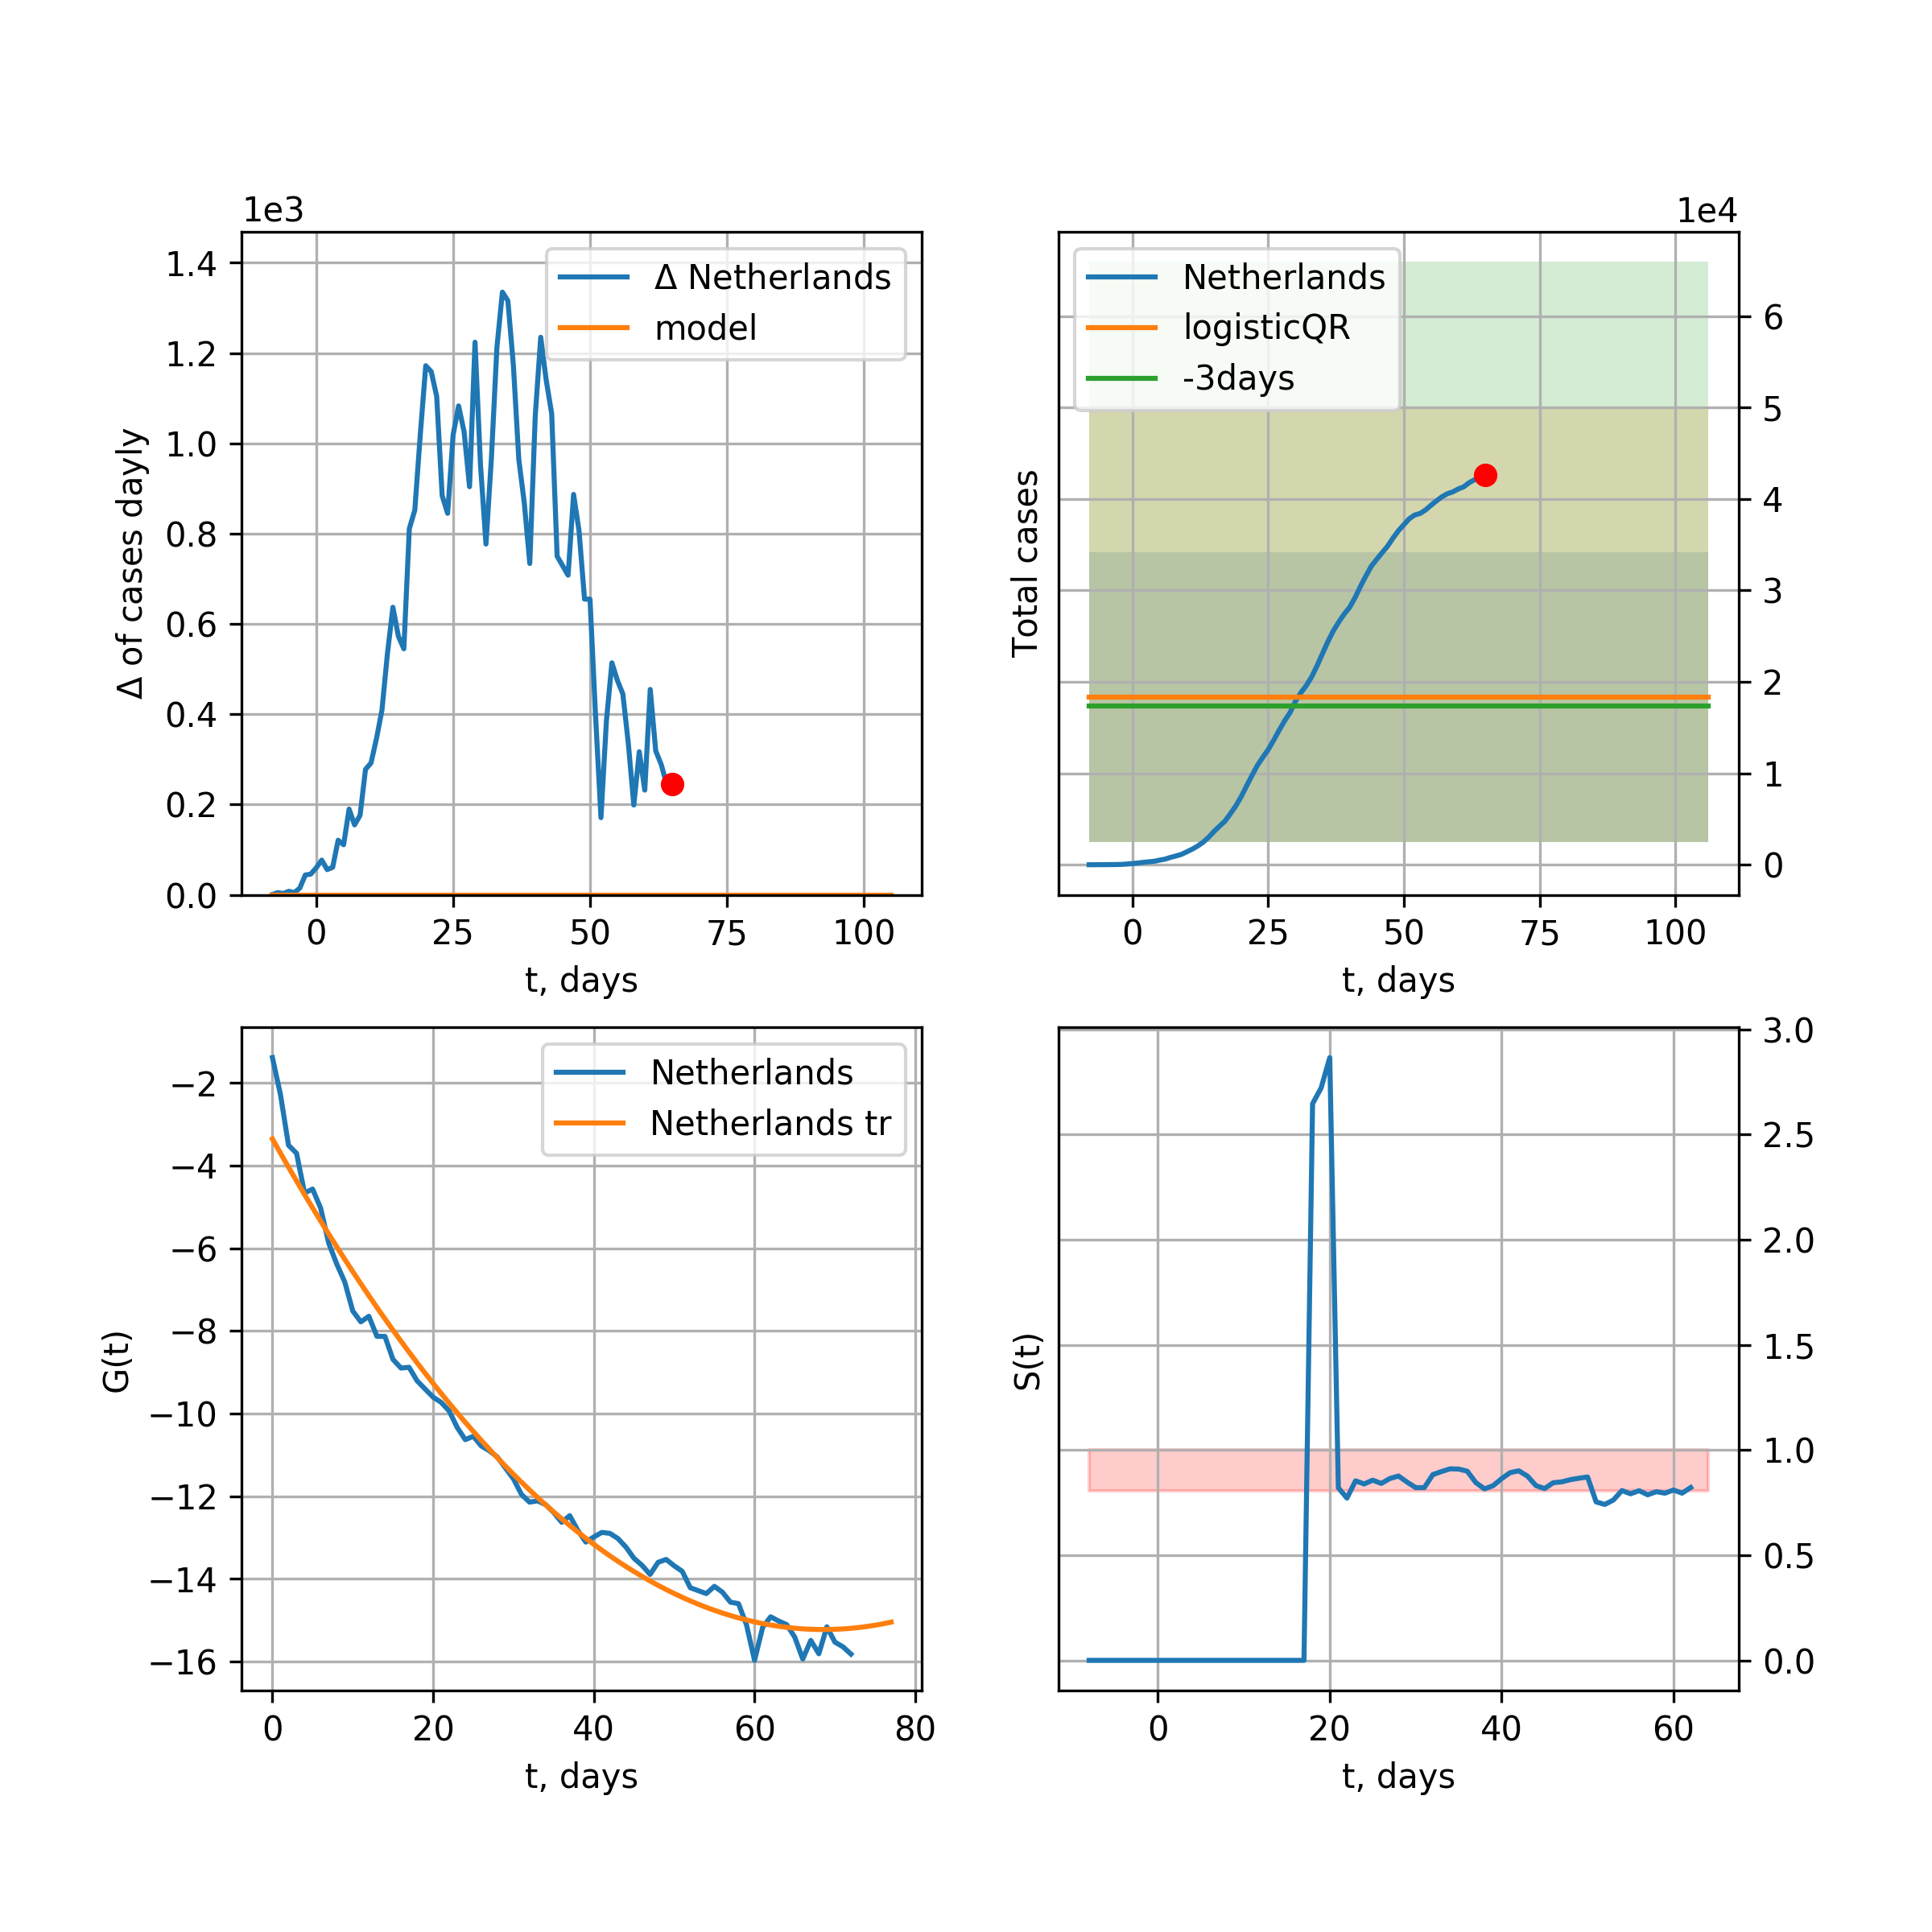 1e3
1.4
1.2
1.0
0.8
0.6
0.4
0.2
0.0
Δ of cases dayly
Δ Netherlands
model
0 25 50 75 100
t, days
1e4
Netherlands
logisticQR
-3days
Total cases
6
5
4
3
2
1
0
0 25 50 75 100
t, days
−2
−4
−6
−8
−10
−12
−14
−16
G(t)
Netherlands
Netherlands tr
0 20 40 60 80
t, days
S(t)
3.0
2.5
2.0
1.5
1.0
0.5
0.0
0 20 40 60
t, days